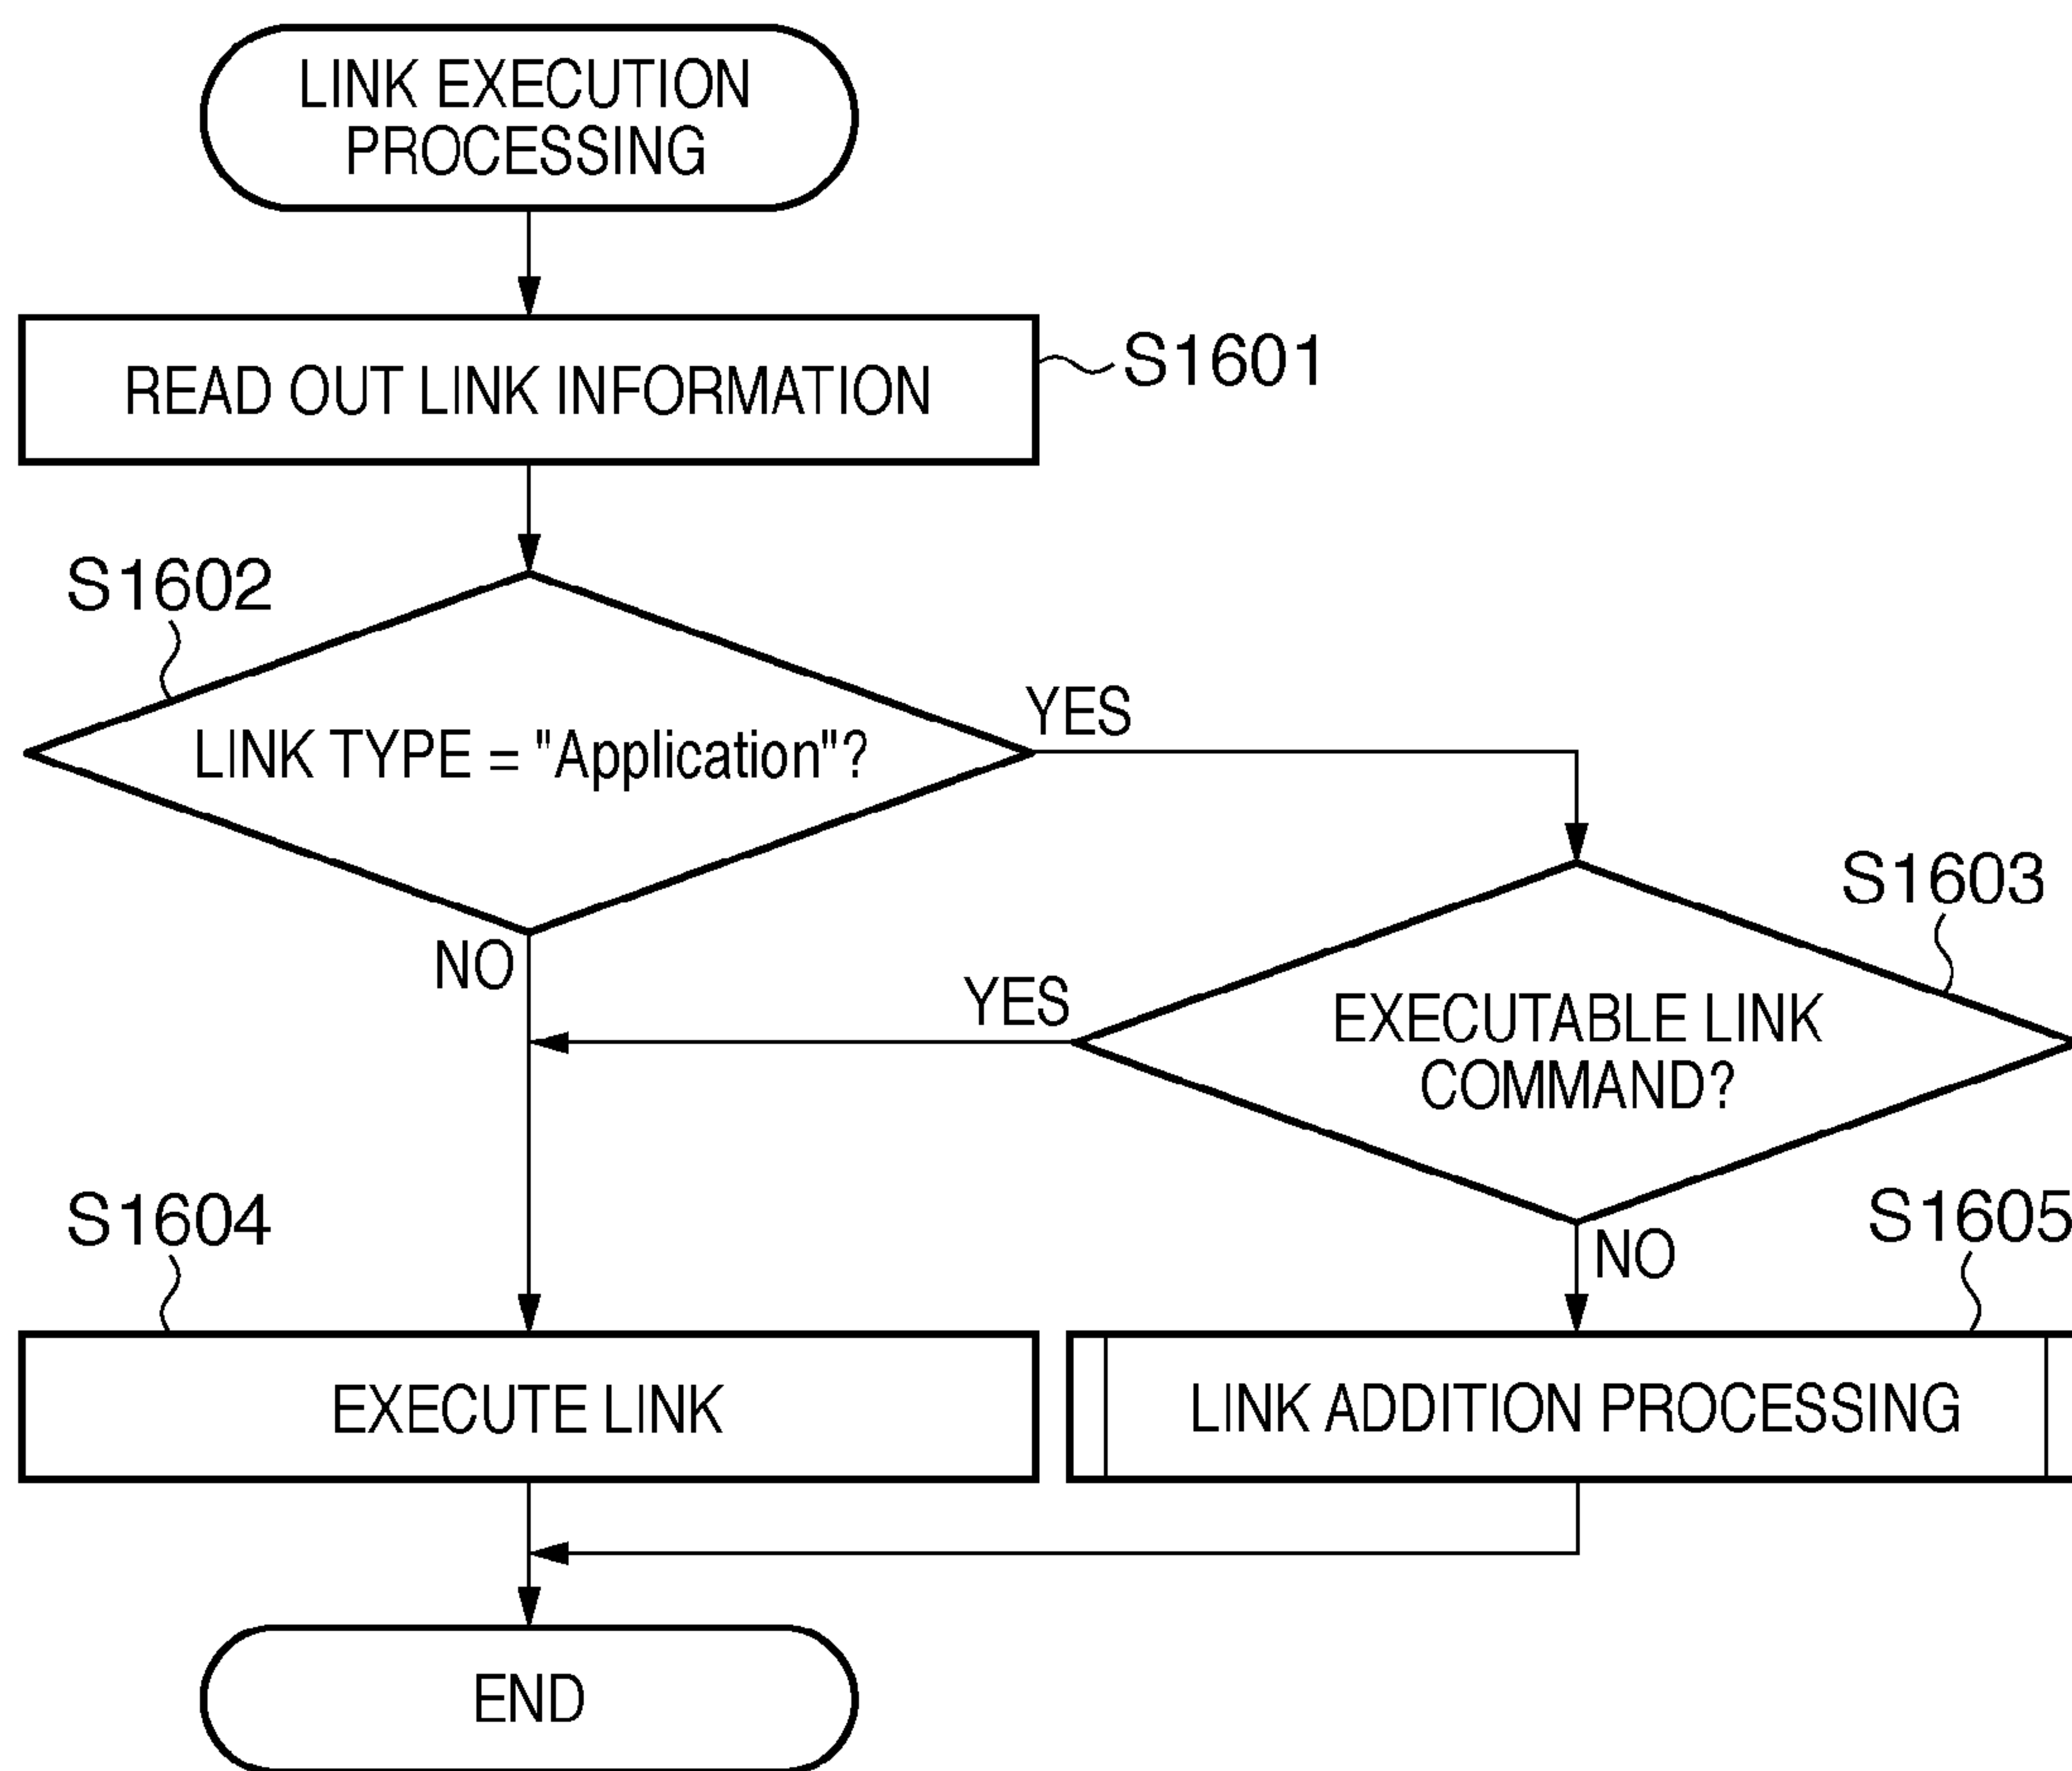 LINK EXECUTION
PROCESSING
READ OUT LINK INFORMATION
S1601
S1602
LINK TYPE = "Application"?
YES
NO
S1603
EXECUTABLE LINK
COMMAND?
YES
NO
S1604
EXECUTE LINK
S1605
LINK ADDITION PROCESSING
END